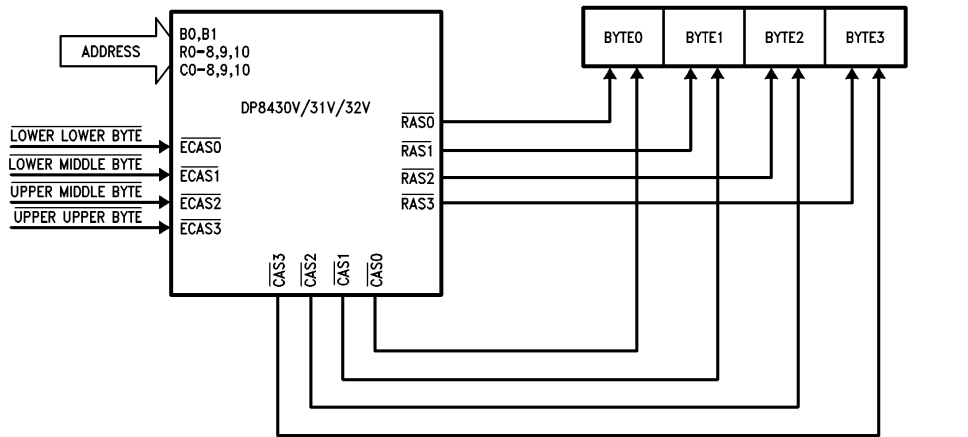 ADDRESS
B0,B1
R0-8,9,10
C0-8,9,10
DP8430V/31V/32V
LOWER LOWER BYTE
LOWER MIDDLE BYTE
UPPER MIDDLE BYTE
UPPER UPPER BYTE
ECAS0
ECAS1
ECAS2
ECAS3
RAS0
RAS1
RAS2
RAS3
CAS3
CAS2
CAS1
CAS0
BYTE0
BYTE1
BYTE2
BYTE3